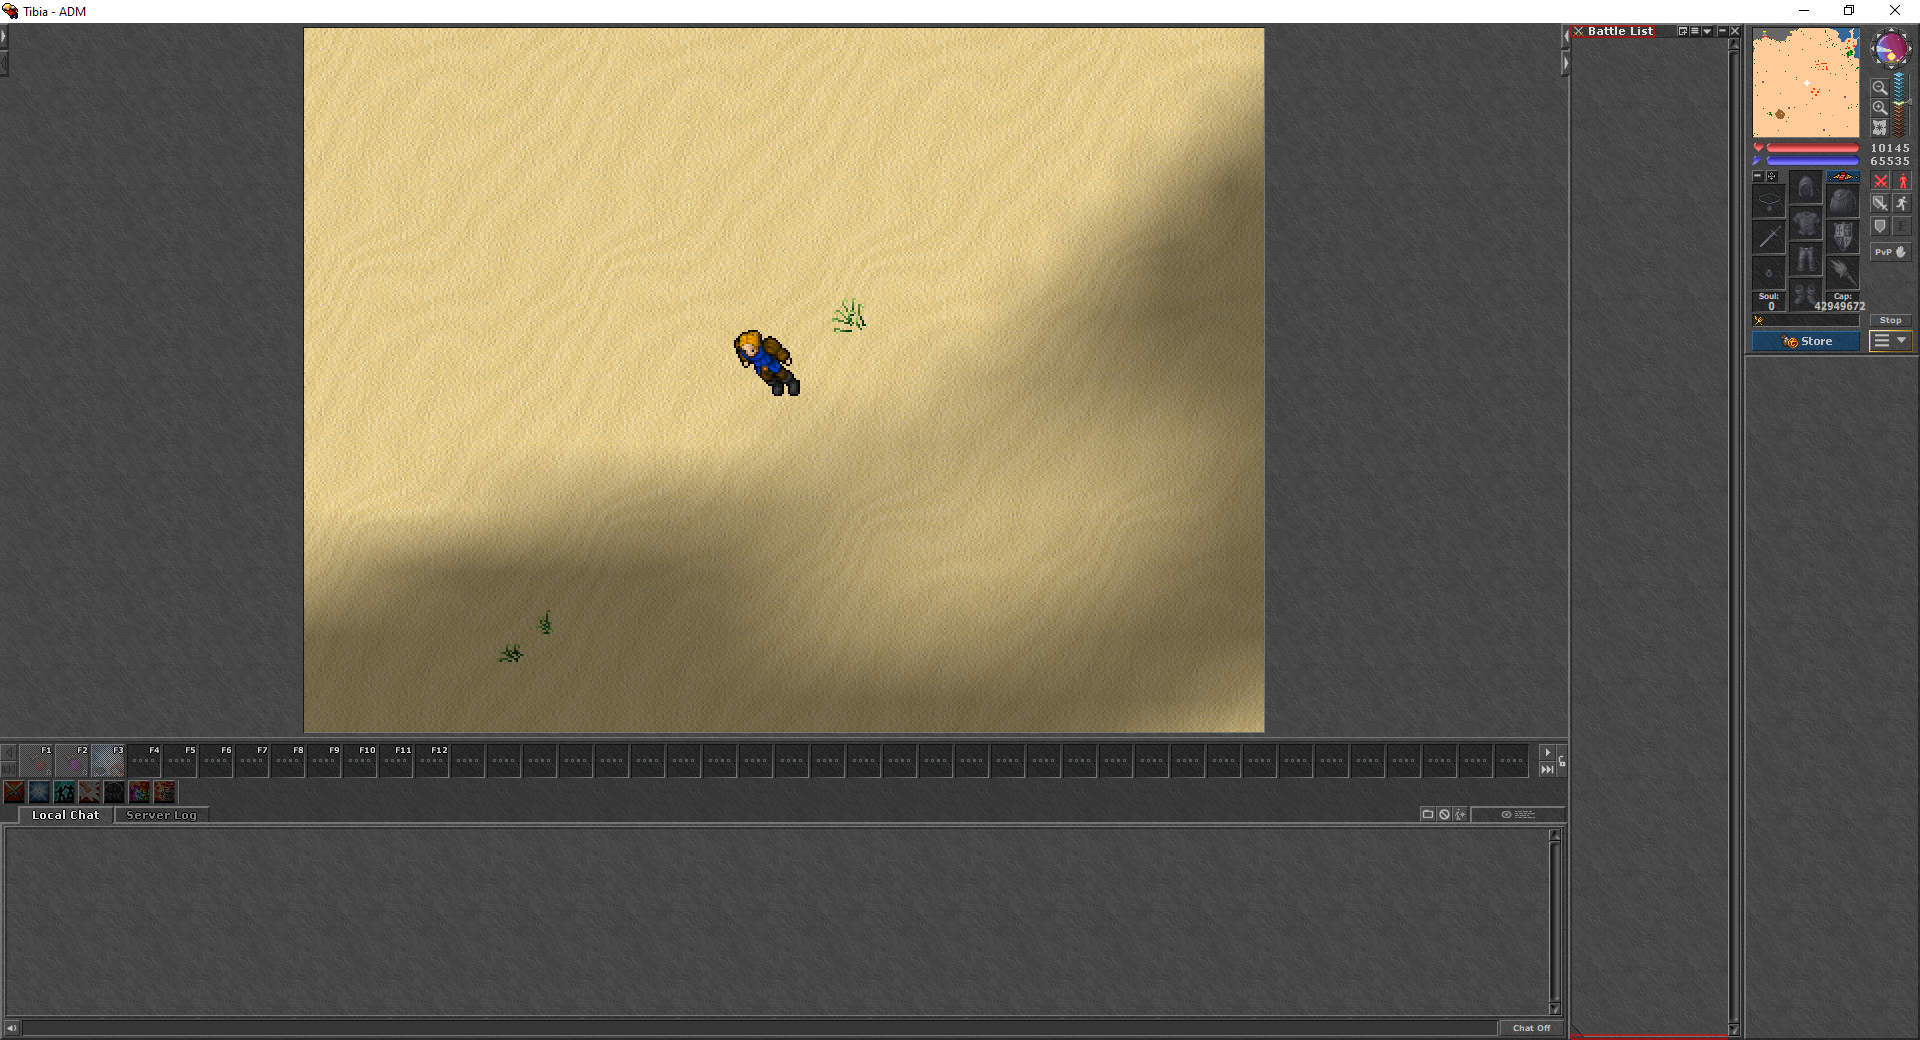 Tibia - ADM
Battle List
10145
65535
Soul:
0
Cap:
42949672
PvP
Stop
Store
F1 F2 F3 F4 F5 F6 F7 F8 F9 F10 F11 F12
Local Chat Server Log
Chat Off